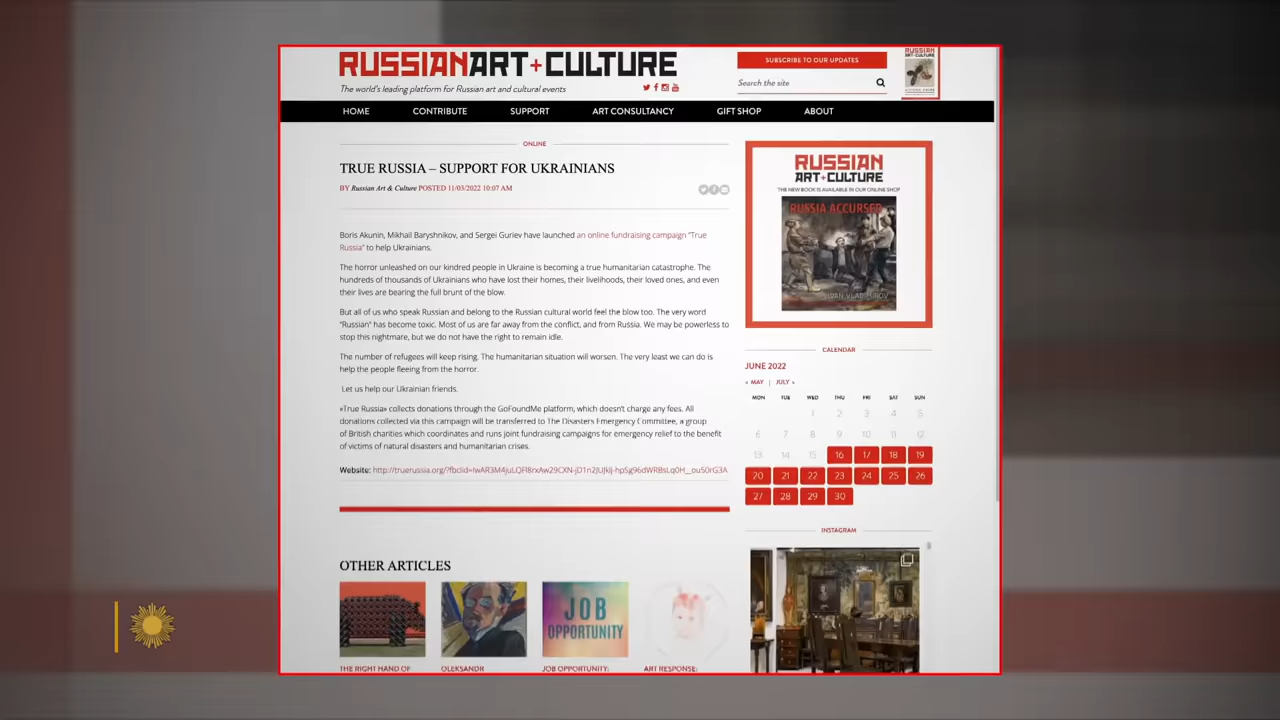 RUSSIANART+CULTURE
The world's leading platform for Russian art and cultural events
SUBSCRIBE TO OUR UPDATES
Search the site
RUSSIAN
ART+CULTURE
HOME CONTRIBUTE SUPPORT ART CONSULTANCY GIFT SHOP ABOUT
ONLINE
TRUE RUSSIA – SUPPORT FOR UKRAINIANS
BY Russian Art & Culture POSTED 11/03/2022 10:07 AM
Boris Akunin, Mikhail Baryshnikov, and Sergei Guriev have launched an online fundraising campaign "True
Russia" to help Ukrainians.
The horror unleashed on our kindred people in Ukraine is becoming a true humanitarian catastrophe. The
hundreds of thousands of Ukrainians who have lost their homes, their livelihoods, their loved ones, and even
their lives are bearing the full brunt of the blow.
But all of us who speak Russian and belong to the Russian cultural world feel the blow too. The very word
"Russian" has become toxic. Most of us are far away from the conflict, and from Russia. We may be powerless to
stop this nightmare, but we do not have the right to remain idle.
The number of refugees will keep rising. The humanitarian situation will worsen. The very least we can do is
help the people fleeing from the horror.
Let us help our Ukrainian friends.
«True Russia» collects donations through the GoFoundMe platform, which doesn't charge any fees. All
donations collected via this campaign will be transferred to The Disasters Emergency Committee, a group
of British charities which coordinates and runs joint fundraising campaigns for emergency relief to the benefit
of victims of natural disasters and humanitarian crises.
Website:
OTHER ARTICLES
JOB
OPPORTUNITY
THE RIGHT HAND OF
OLEKSANDR
JOB OPPORTUNITY:
ART RESPONSE:
RUSSIAN
ART+CULTURE
THE NEW BOOK IS AVAILABLE IN OUR ONLINE SHOP
RUSSIA ACCURSED
CALENDAR
JUNE 2022
« MAY | JULY »
MON TUE WED THU FRI SAT SUN
1 2 3 4 5
6 7 8 9 10 11 12
13 14 15 16 17 18 19
20 21 22 23 24 25 26
27 28 29 30
INSTAGRAM